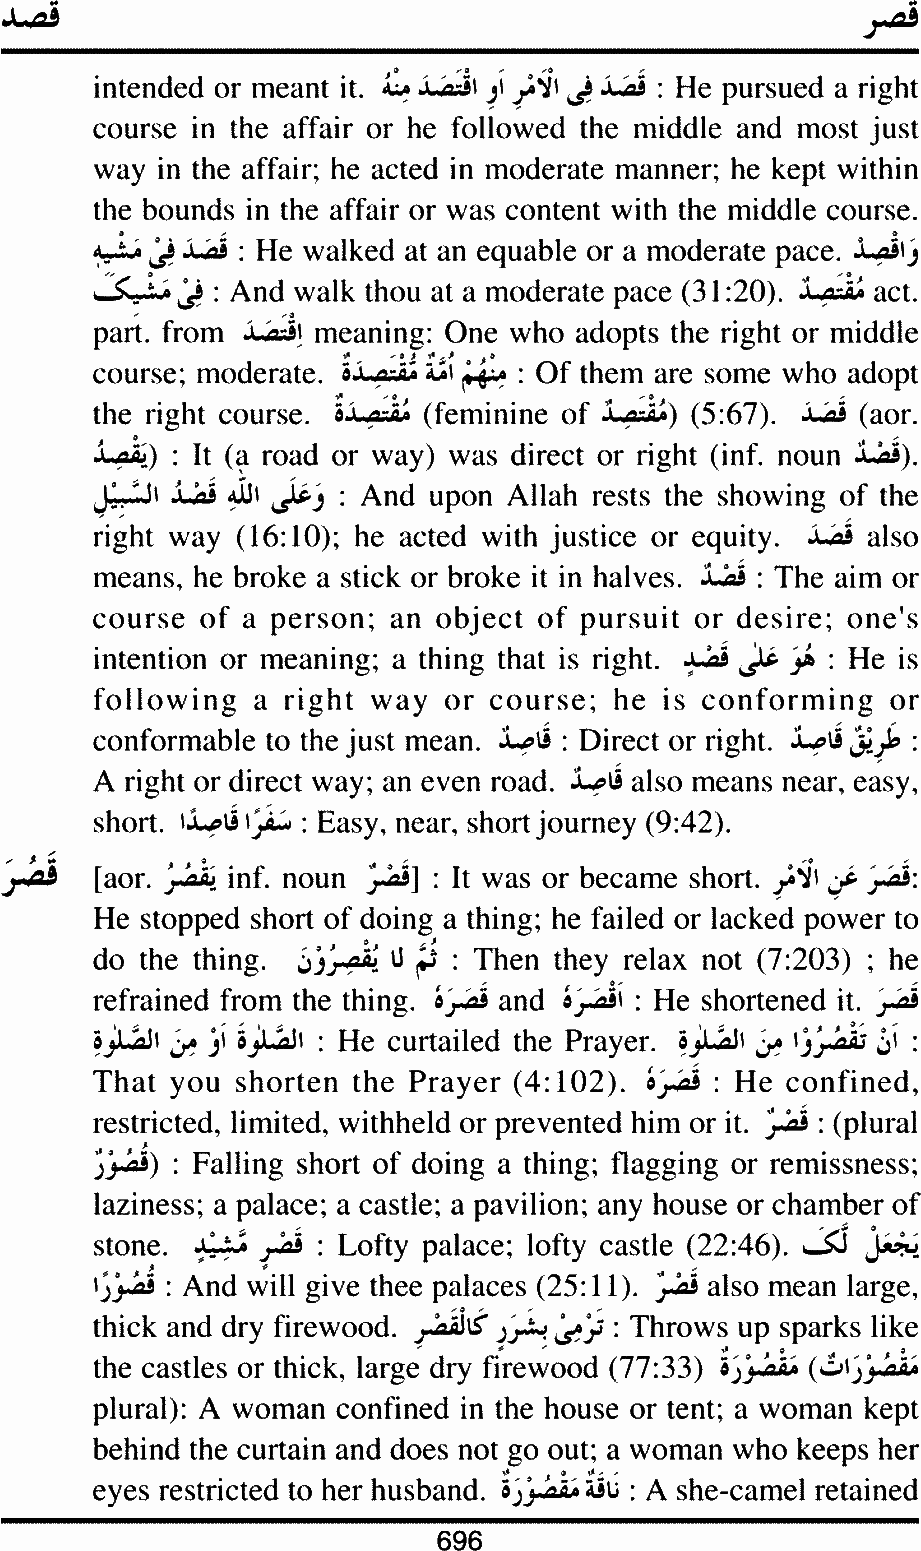 قصد قصر
intended or meant it. قَصَدَ فِی الْاَمْرِ اَوِ اقْتَصَدَ مِنْهُ : He pursued a right
course in the affair or he followed the middle and most just
way in the affair; he acted in moderate manner; he kept within
the bounds in the affair or was content with the middle course.
قَصَدَ فِیْ مَشْیِهٖ : He walked at an equable or a moderate pace. وَاقْصِدْ
فِیْ مَشْیِکَ : And walk thou at a moderate pace (31:20). مُقْتَصِدٌ act.
part. from اِقْتَصَدَ meaning: One who adopts the right or middle
course; moderate. مِنْهُمْ اُمَّةٌ مُّقْتَصِدَةٌ : Of them are some who adopt
the right course. مُقْتَصِدَةٌ (feminine of مُقْتَصِدٌ) (5:67). قَصَدَ (aor.
یَقْصِدُ) : It (a road or way) was direct or right (inf. noun قَصْدٌ).
وَعَلَی اللّٰهِ قَصْدُ السَّبِیْلِ : And upon Allah rests the showing of the
right way (16:10); he acted with justice or equity. قَصَدَ also
means, he broke a stick or broke it in halves. قَصْدٌ : The aim or
course of a person; an object of pursuit or desire; one's
intention or meaning; a thing that is right. هُوَ عَلٰی قَصْدٍ : He is
following a right way or course; he is conforming or
conformable to the just mean. قَاصِدٌ : Direct or right. طَرِیْقٌ قَاصِدٌ :
A right or direct way; an even road. قَاصِدٌ also means near, easy,
short. سَفَرًا قَاصِدًا : Easy, near, short journey (9:42).
قَصُرَ [aor. یَقْصُرُ inf. noun قَصْرٌ] : It was or became short. قَصَرَ عَنِ الْاَمْرِ:
He stopped short of doing a thing; he failed or lacked power to
do the thing. ثُمَّ لَا یُقْصِرُوْنَ : Then they relax not (7:203) ; he
refrained from the thing. قَصَرَهٗ and اَقْصَرَهٗ : He shortened it. قَصَرَ
الصَّلٰوةَ اَوْ مِنَ الصَّلٰوةِ : He curtailed the Prayer. اَنْ تَقْصُرُوْا مِنَ الصَّلٰوةِ :
That you shorten the Prayer (4:102). قَصَرَهٗ : He confined,
restricted, limited, withheld or prevented him or it. قَصْرٌ : (plural
قُصُوْرٌ) : Falling short of doing a thing; flagging or remissness;
laziness; a palace; a castle; a pavilion; any house or chamber of
stone. قَصْرٍ مَّشِیْدٍ : Lofty palace; lofty castle (22:46). یَجْعَلْ لَّکَ
قُصُوْرًا : And will give thee palaces (25:11). قَصْرٌ also mean large,
thick and dry firewood. تَرْمِیْ بِشَرَرٍ کَالْقَصْرِ : Throws up sparks like
the castles or thick, large dry firewood (77:33) مَقْصُوْرَةٌ (مَقْصُوْرَاتٌ
plural): A woman confined in the house or tent; a woman kept
behind the curtain and does not go out; a woman who keeps her
eyes restricted to her husband. نَاقَةٌ مَقْصُوْرَةٌ : A she-camel retained
696